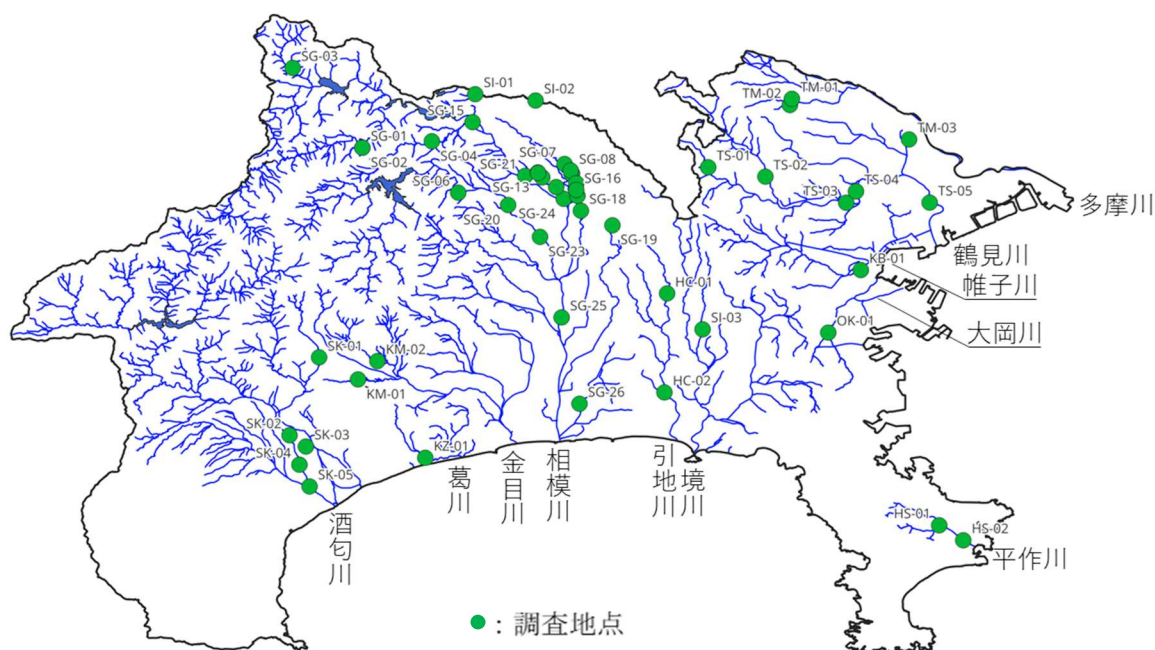 SG-03
SI-01
SI-02
TM-02
TM-01
SG-15
TM-03
SG-01
SG-04
SG-02
SG-21
SG-07
SG-08
SG-16
SG-06
SG-13
SG-18
SG-20
SG-24
SG-23
SG-19
TS-01
TS-02
TS-04
TS-03
TS-05
多摩川
鶴見川
KB-01
帷子川
HC-01
SG-25
SI-03
OK-01
大岡川
SK-01
KM-02
KM-01
SG-26
HC-02
SK-02
SK-03
SK-04
KZ-01
SK-05
酒匂川
葛川
金目川
相模川
引地川
境川
HS-01
HS-02
平作川
:調査地点